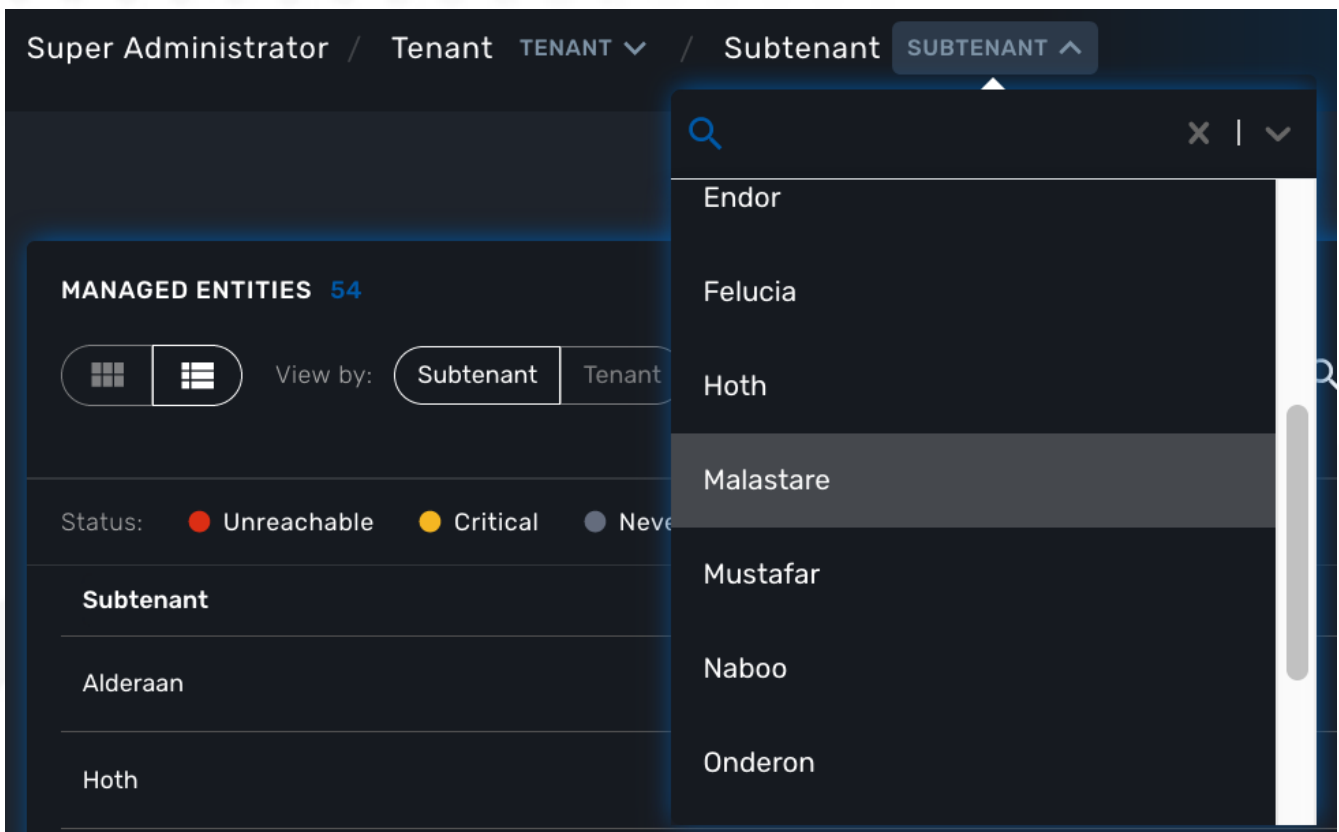 Super Administrator / Tenant TENANT / Subtenant SUBTENANT
Endor
Felucia
Hoth
Malastare
Mustafar
Naboo
Onderon
MANAGED ENTITIES 54
View by: Subtenant Tenant
Status: Unreachable Critical Neve
Subtenant
Alderaan
Hoth